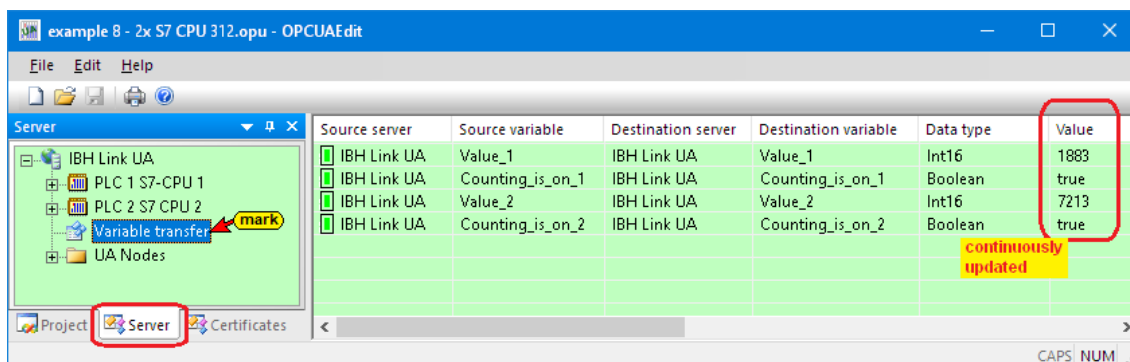 example 8 - 2x S7 CPU 312.opu - OPCUAEdit
File Edit Help
Server
IBH Link UA
PLC 1 S7-CPU 1
PLC 2 S7 CPU 2
Variable transfer
mark
UA Nodes
Project Server Certificates
Source server Source variable Destination server Destination variable Data type Value
IBH Link UA Value_1 IBH Link UA Value_1 Int16 1883
IBH Link UA Counting_is_on_1 IBH Link UA Counting_is_on_1 Boolean true
IBH Link UA Value_2 IBH Link UA Value_2 Int16 7213
IBH Link UA Counting_is_on_2 IBH Link UA Counting_is_on_2 Boolean true
continuously
updated
CAPS NUM